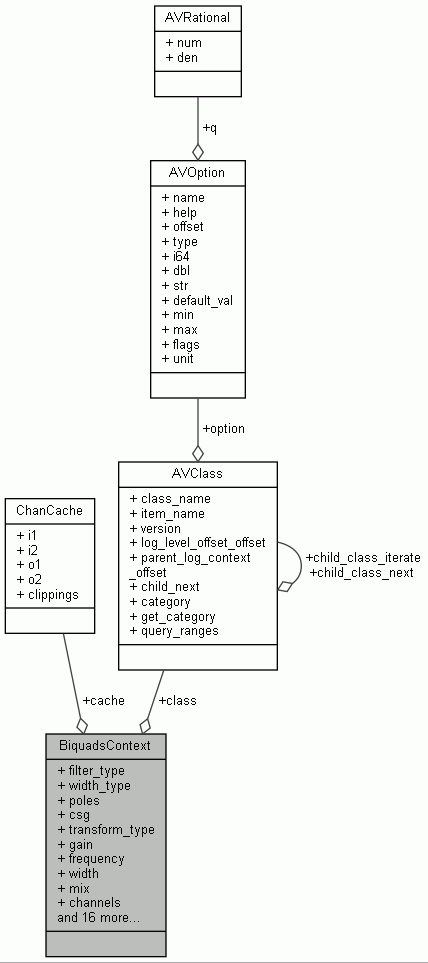 AVRational
+ num
+ den
+q
AVOption
+ name
+ help
+ offset
+ type
+ i64
+ dbl
+ str
+ default_val
+ min
+ max
+ flags
+ unit
+option
AVClass
+ class_name
+ item_name
+ version
+ log_level_offset_offset
+ parent_log_context
_offset
+ child_next
+ category
+ get_category
+ query_ranges
+child_class_iterate
+child_class_next
ChanCache
+ i1
+ i2
+ o1
+ o2
+ clippings
+cache
+class
BiquadsContext
+ filter_type
+ width_type
+ poles
+ csg
+ transform_type
+ gain
+ frequency
+ width
+ mix
+ channels
and 16 more...